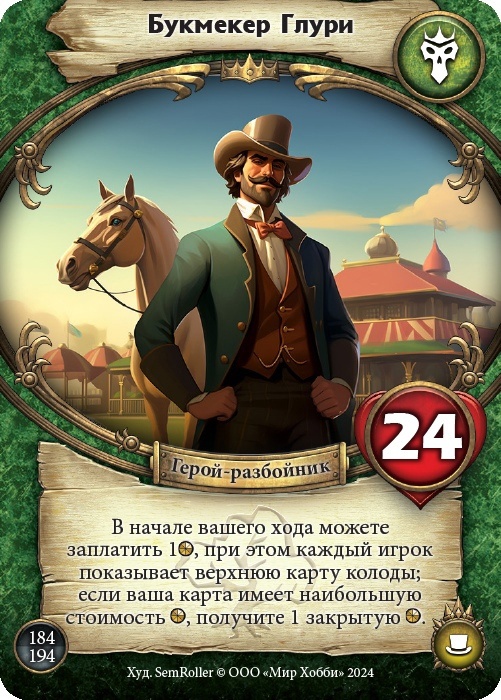 Букмекер Глури
24
Герой-разбойник
В начале вашего хода можете
заплатить 1, при этом каждый игрок
показывает верхнюю карту колоды;
если ваша карта имеет наибольшую
стоимость , получите 1 закрытую .
184
194
Худ. SemRoller © ООО «Мир Хобби» 2024